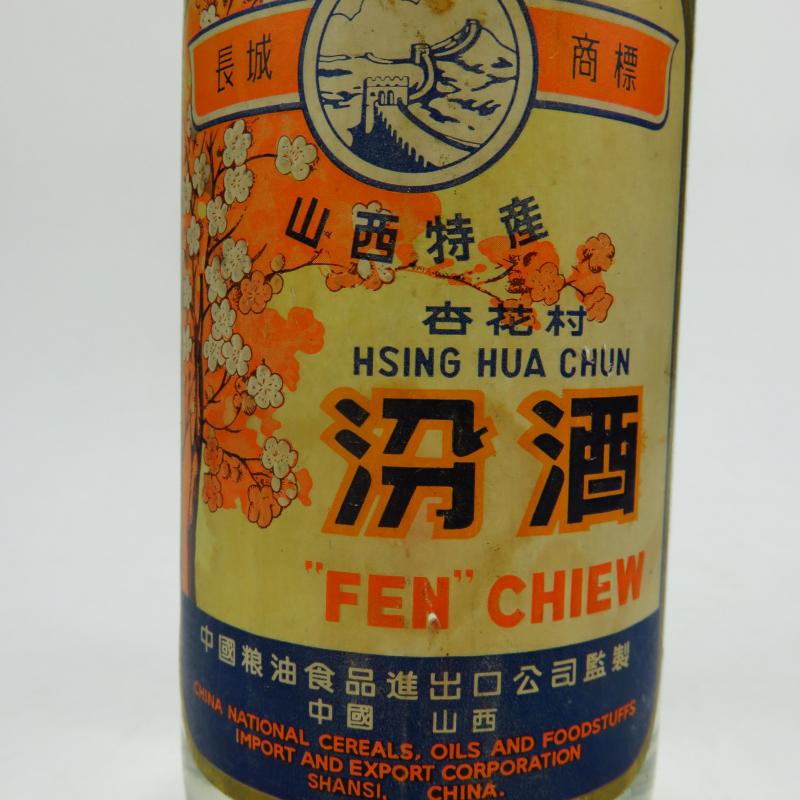 長城 商標
山西特產
杏花村
HSING HUA CHUN
汾酒
"FEN" CHIEW
中國粮油食品進出口公司監製
中國 山西
CHINA NATIONAL CEREALS, OILS AND FOODSTUFFS
IMPORT AND EXPORT CORPORATION
SHANSI, CHINA.